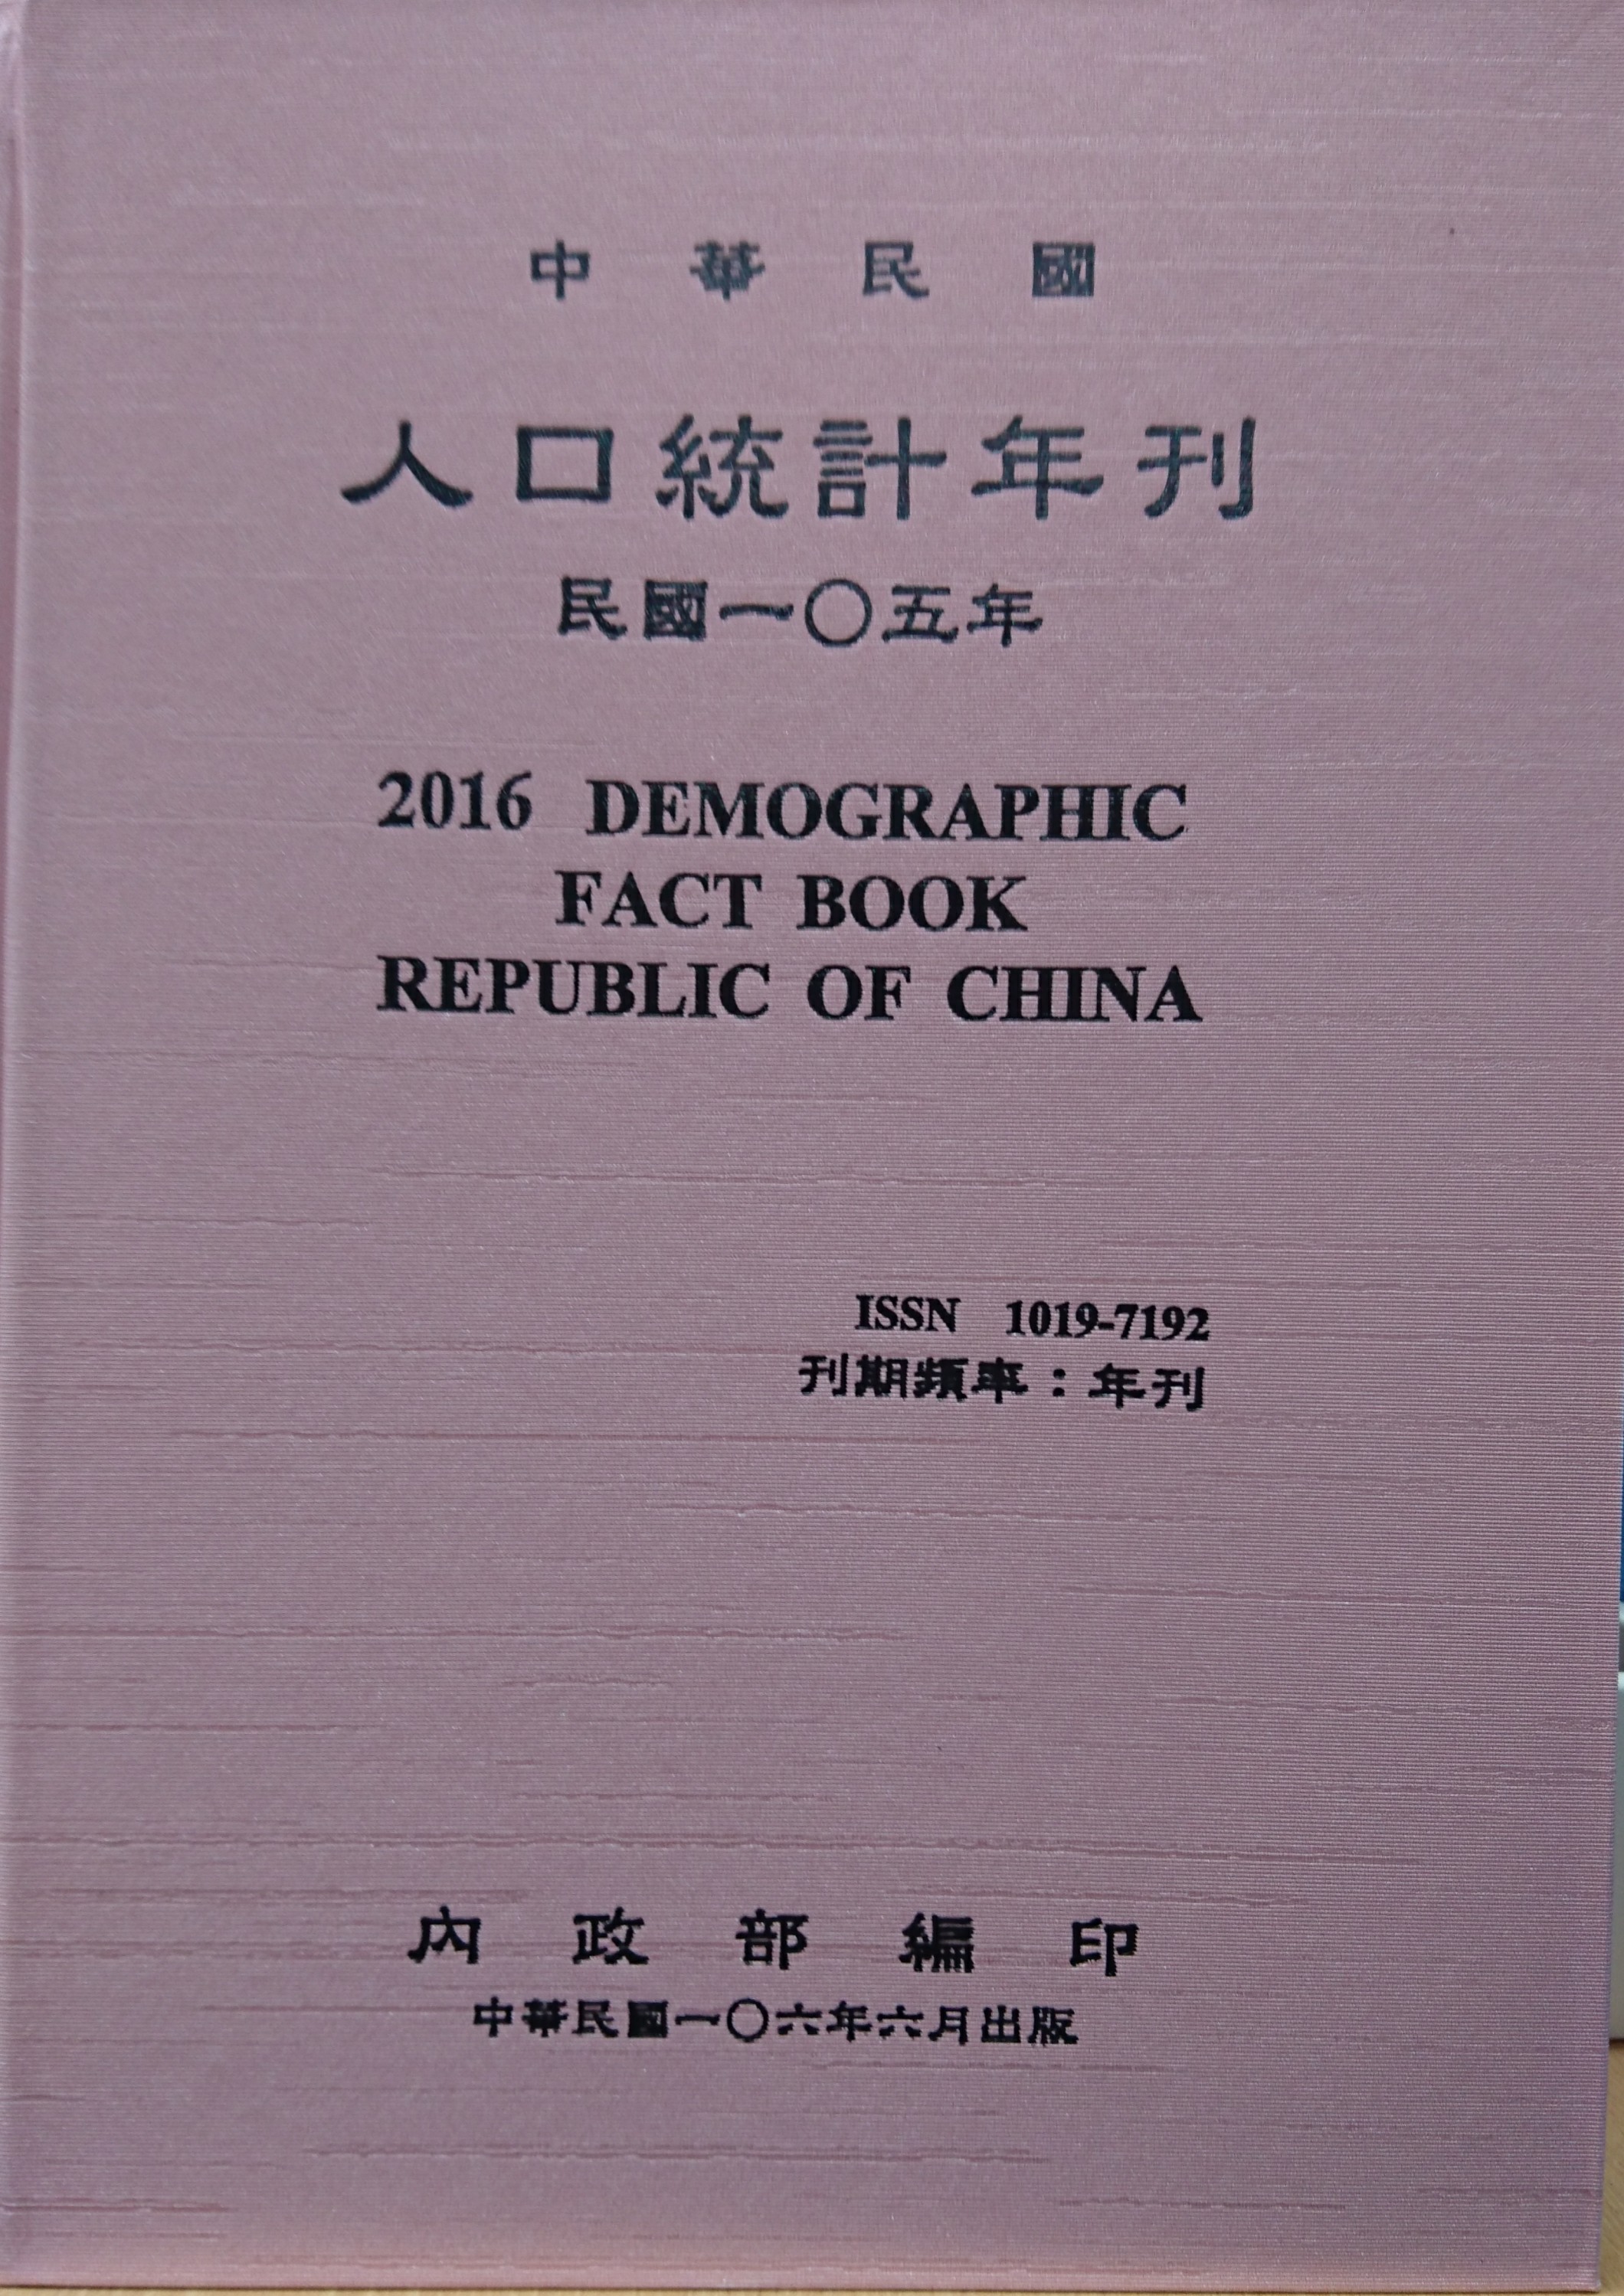 中華民國
人口統計年刊
民國一〇五年
2016 DEMOGRAPHIC
FACT BOOK
REPUBLIC OF CHINA
ISSN 1019-7192
刊期頻率：年刊
內政部編印
中華民國一〇六年六月出版